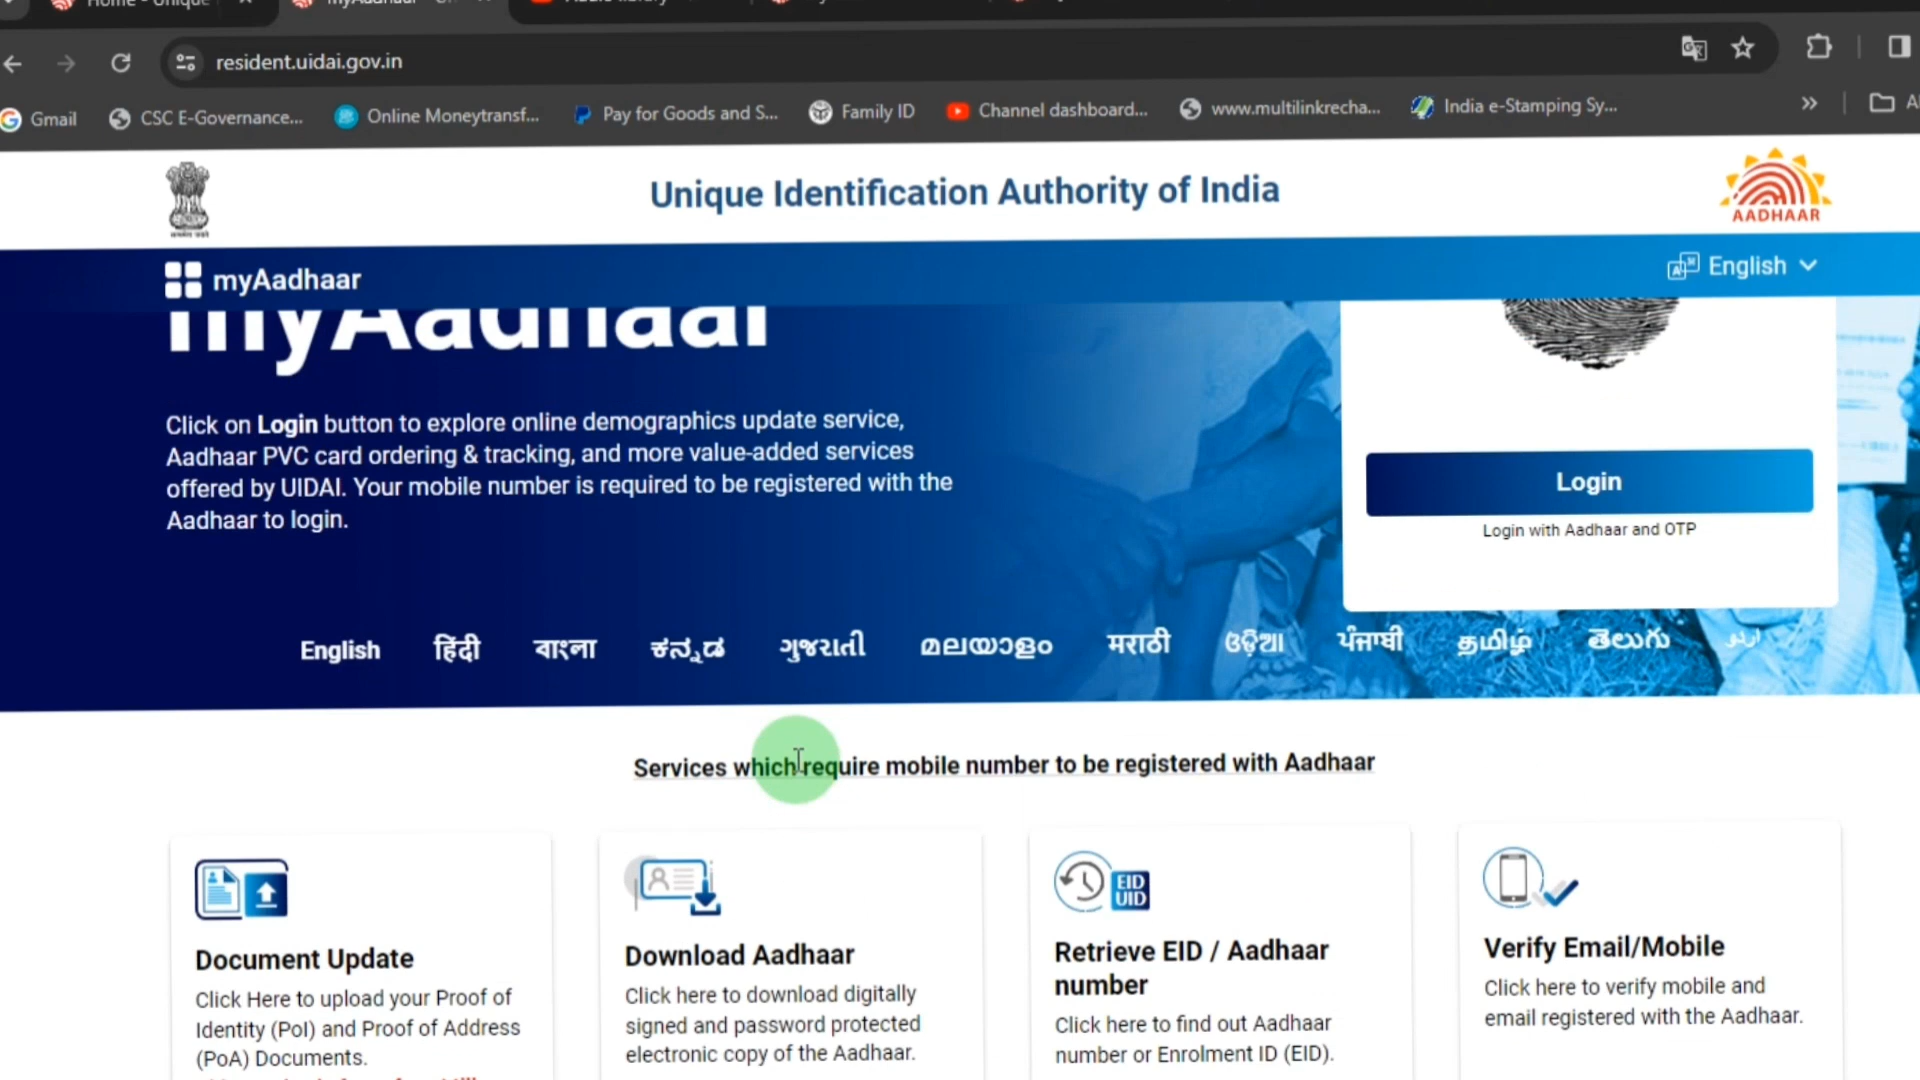 Home - Unique
myAadhaar
resident.uidai.gov.in
Gmail CSC E-Governance... Online Moneytransf... Pay for Goods and S... Family ID Channel dashboard... www.multilinkrecha... India e-Stamping Sy... »
Unique Identification Authority of India
AADHAAR
myAadhaar
English
myAadhaar
Click on Login button to explore online demographics update service,
Aadhaar PVC card ordering & tracking, and more value-added services
offered by UIDAI. Your mobile number is required to be registered with the
Aadhaar to login.
Login
Login with Aadhaar and OTP
English हिंदी বাংলা ಕನ್ನಡ ગુજરાતી മലയാളം मराठी ଓଡ଼ିଆ ਪੰਜਾਬੀ தமிழ் తెలుగు اردو
Services which require mobile number to be registered with Aadhaar
Document Update
Click Here to upload your Proof of
Identity (PoI) and Proof of Address
(PoA) Documents.
Download Aadhaar
Click here to download digitally
signed and password protected
electronic copy of the Aadhaar.
EID
UID
Retrieve EID / Aadhaar
number
Click here to find out Aadhaar
number or Enrolment ID (EID).
Verify Email/Mobile
Click here to verify mobile and
email registered with the Aadhaar.